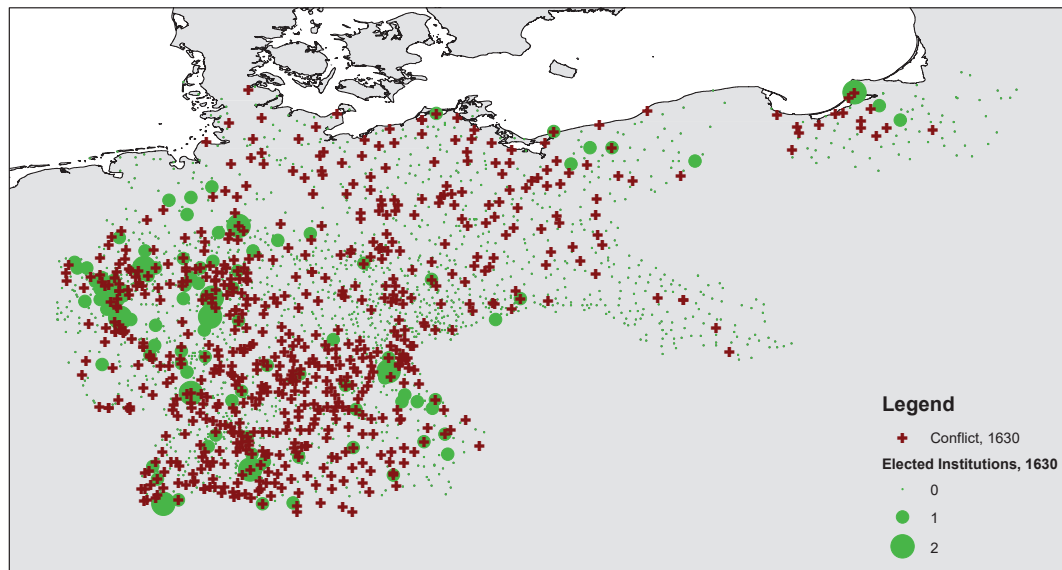 Legend
Conflict, 1630
Elected Institutions, 1630
0
1
2